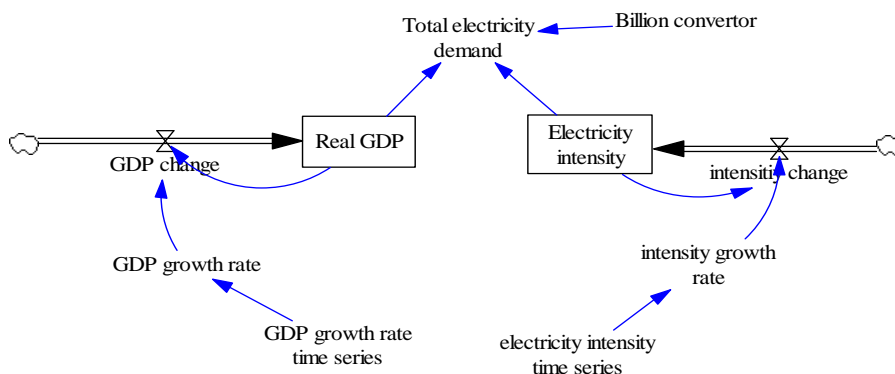 Total electricity
demand
Billion convertor
Real GDP
Electricity
intensity
GDP change
intensitiy change
GDP growth rate
intensity growth
rate
GDP growth rate
time series
electricity intensity
time series